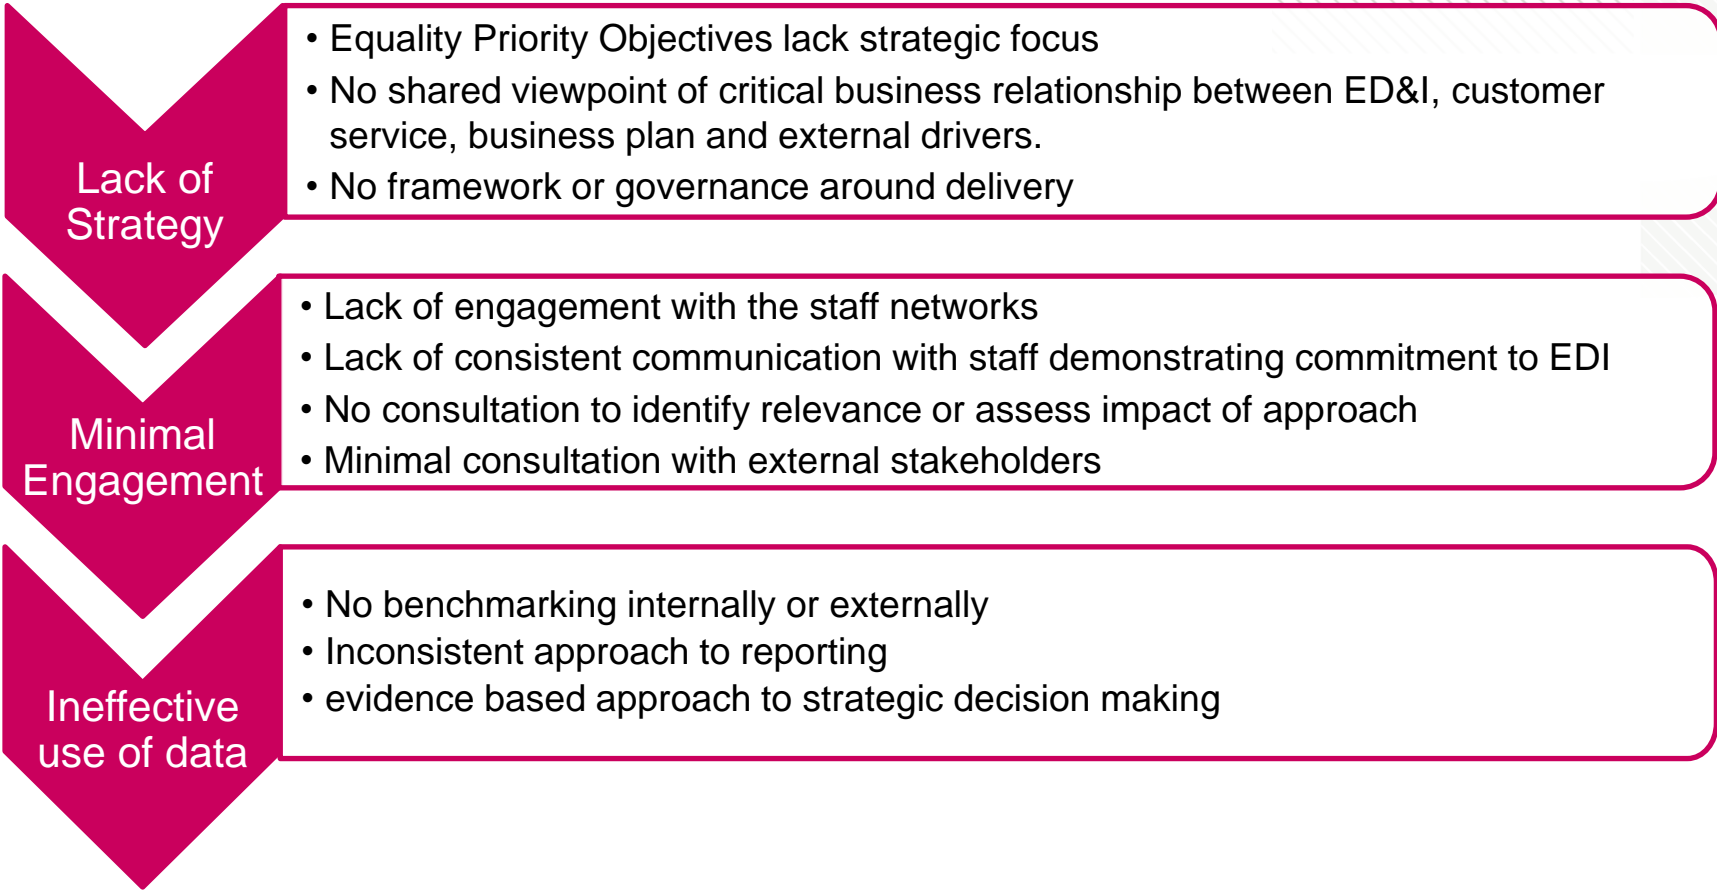 Lack of
Strategy
• Equality Priority Objectives lack strategic focus
• No shared viewpoint of critical business relationship between ED&I, customer
service, business plan and external drivers.
• No framework or governance around delivery
Minimal
Engagement
• Lack of engagement with the staff networks
• Lack of consistent communication with staff demonstrating commitment to EDI
• No consultation to identify relevance or assess impact of approach
• Minimal consultation with external stakeholders
Ineffective
use of data
• No benchmarking internally or externally
• Inconsistent approach to reporting
• evidence based approach to strategic decision making